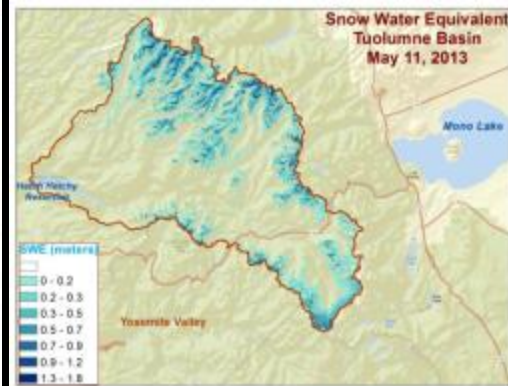 Snow Water Equivalent
Tuolumne Basin
May 11, 2013
Mono Lake
Hetch Hetchy
Reservoir
SWE (meters)
0 - 0.2
0.2 - 0.3
0.3 - 0.5
0.5 - 0.7
0.7 - 0.9
0.9 - 1.2
1.3 - 1.8
Yosemite Valley